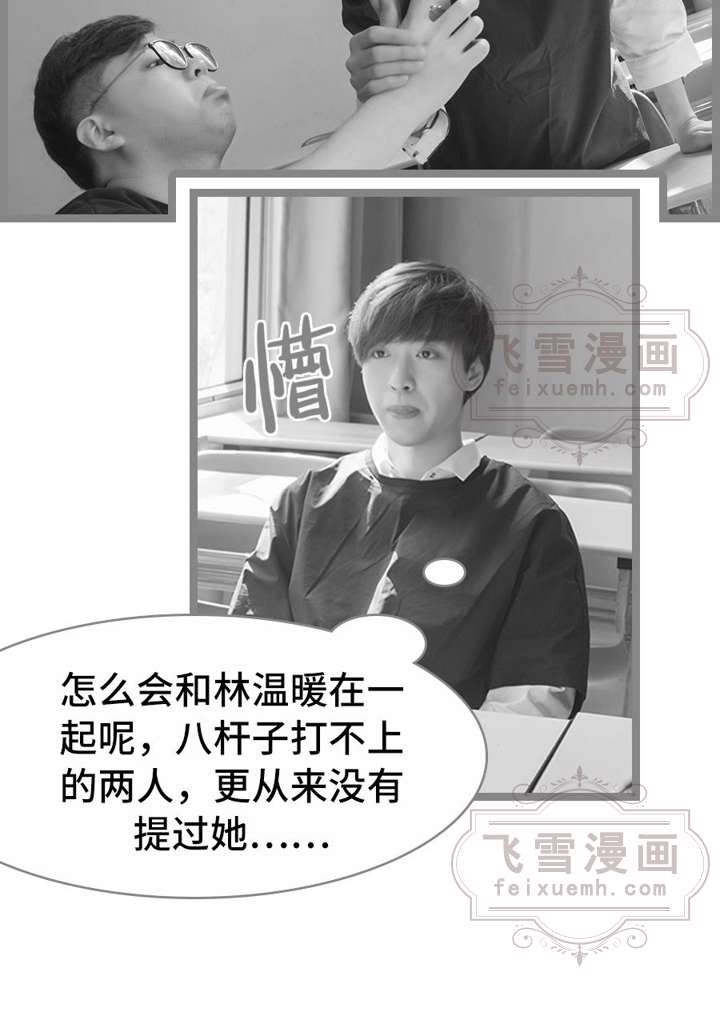 懵
飞雪漫画
feixuemh.com
怎么会和林温暖在一
起呢，八杆子打不上
的两人，更从来没有
提过她……
飞雪漫画
feixuemh.com